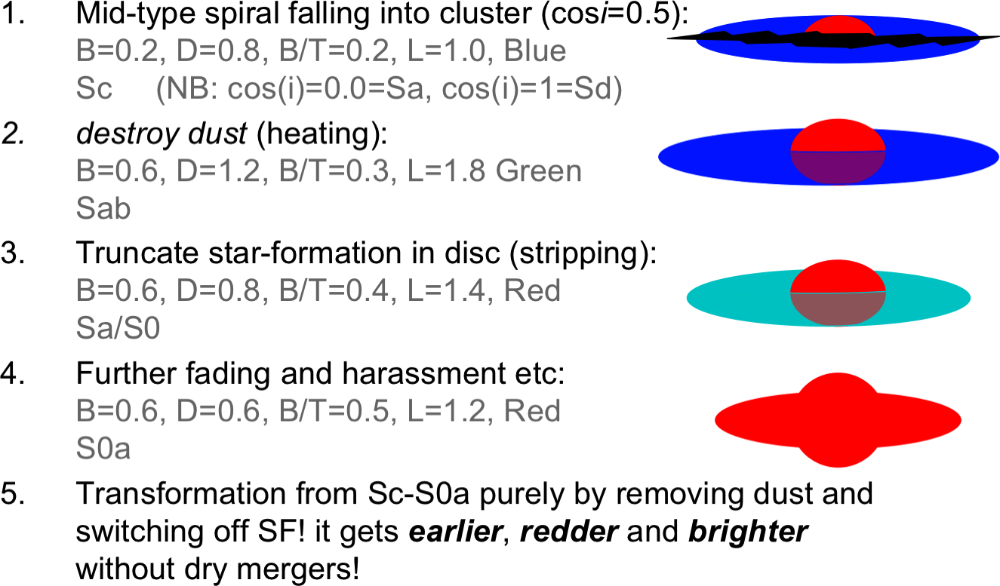 1. Mid-type spiral falling into cluster (cosi=0.5):
B=0.2, D=0.8, B/T=0.2, L=1.0, Blue
Sc (NB: cos(i)=0.0=Sa, cos(i)=1=Sd)
2. destroy dust (heating):
B=0.6, D=1.2, B/T=0.3, L=1.8 Green
Sab
3. Truncate star-formation in disc (stripping):
B=0.6, D=0.8, B/T=0.4, L=1.4, Red
Sa/S0
4. Further fading and harassment etc:
B=0.6, D=0.6, B/T=0.5, L=1.2, Red
S0a
5. Transformation from Sc-S0a purely by removing dust and
switching off SF! it gets earlier, redder and brighter
without dry mergers!